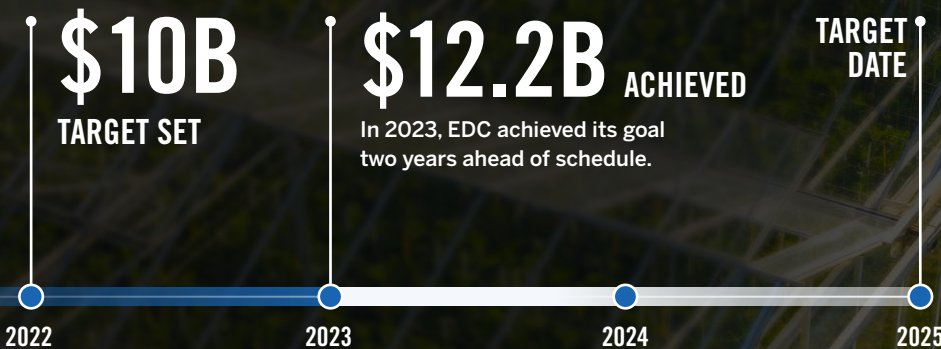 $10B
TARGET SET
$12.2B ACHIEVED
In 2023, EDC achieved its goal
two years ahead of schedule.
TARGET
DATE
2022
2023
2024
2025